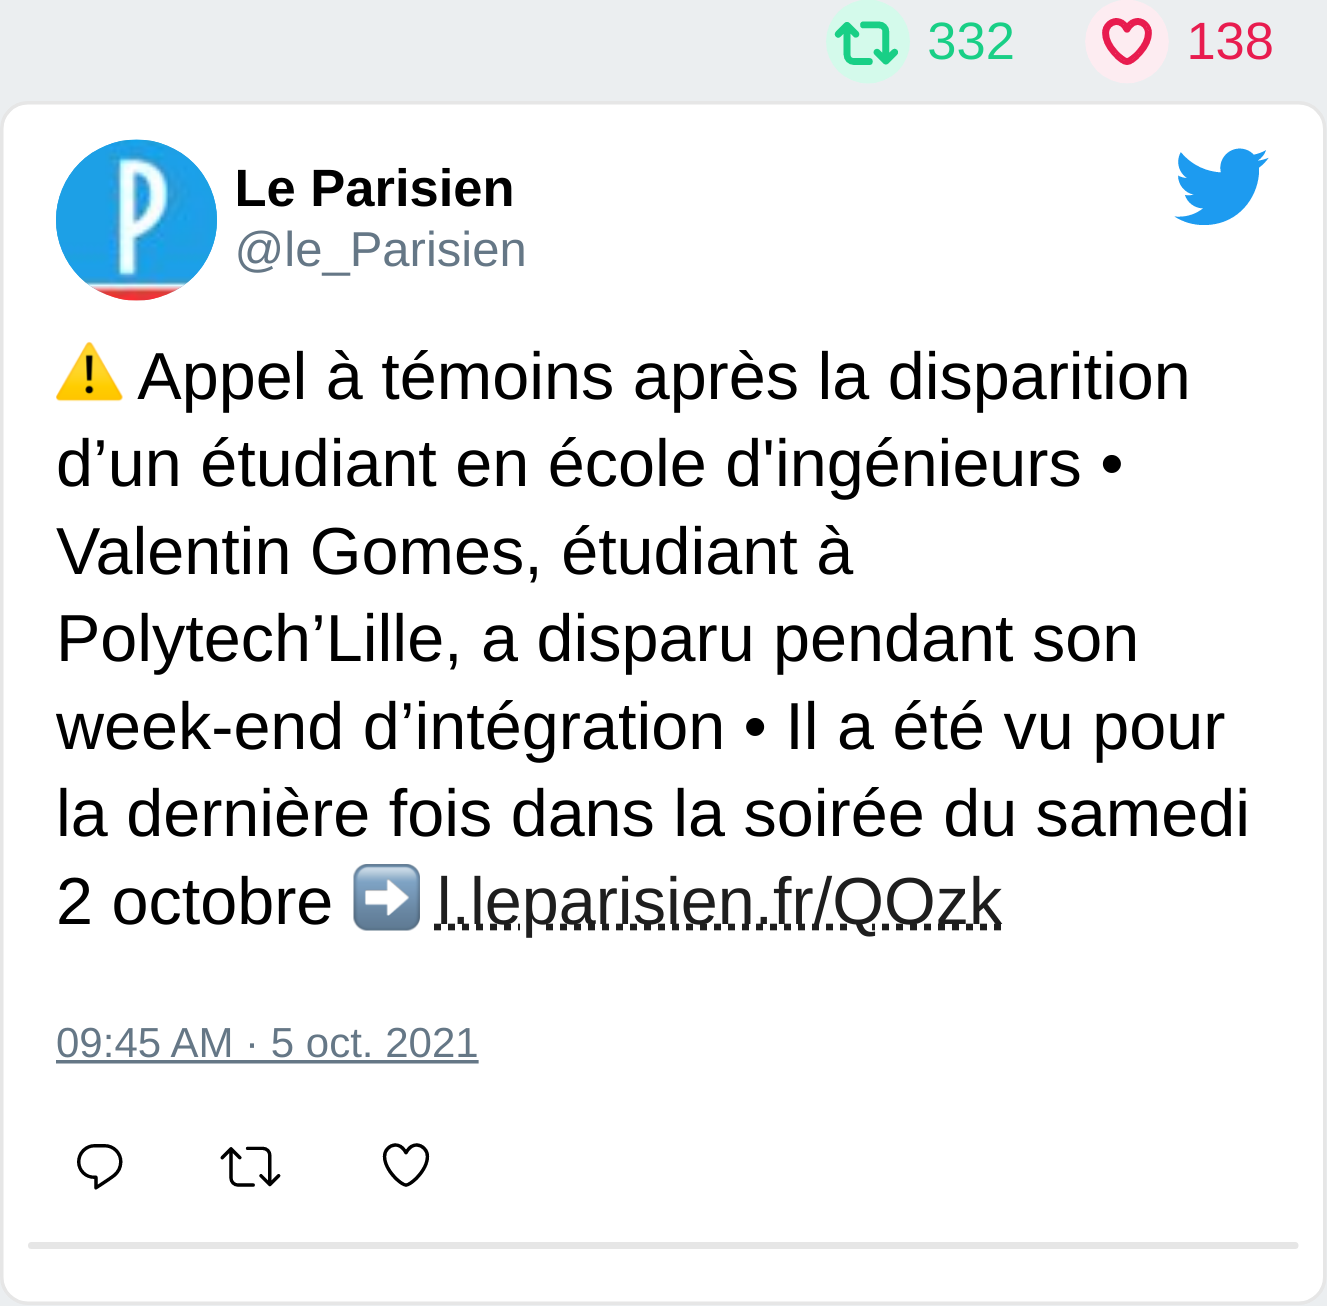 332 138
Le Parisien
@le_Parisien
⚠️ Appel à témoins après la disparition
d’un étudiant en école d'ingénieurs •
Valentin Gomes, étudiant à
Polytech’Lille, a disparu pendant son
week-end d’intégration • Il a été vu pour
la dernière fois dans la soirée du samedi
2 octobre ➡️ l.leparisien.fr/QOzk
09:45 AM · 5 oct. 2021